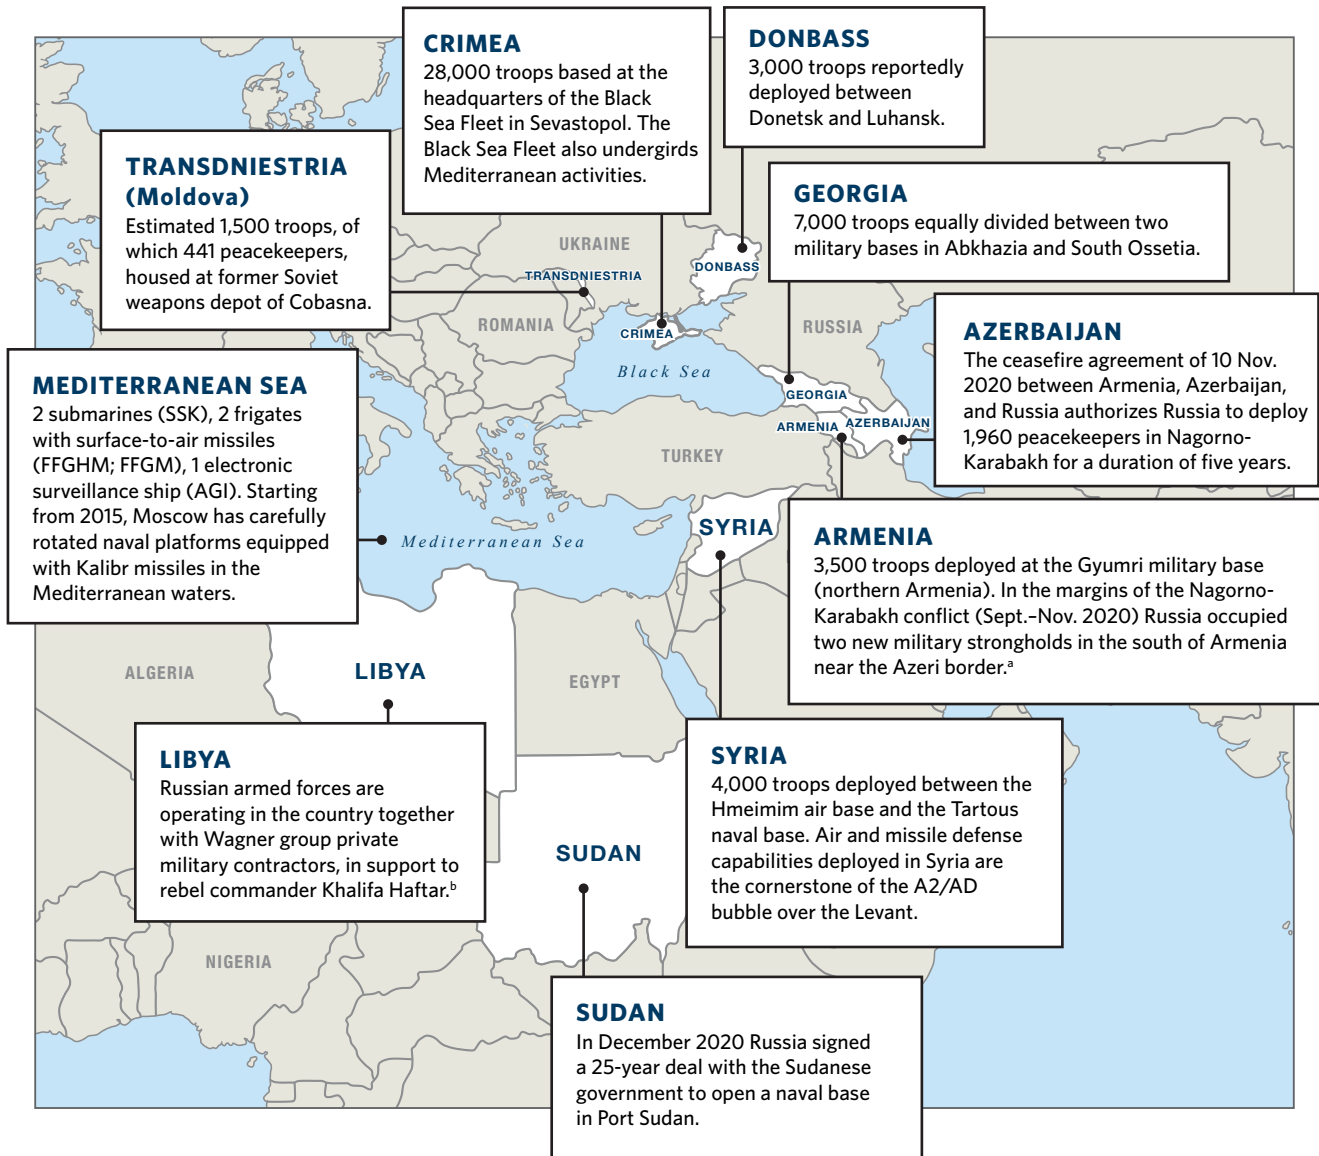 CRIMEA
28,000 troops based at the
headquarters of the Black
Sea Fleet in Sevastopol. The
Black Sea Fleet also undergirds
Mediterranean activities.
DONBASS
3,000 troops reportedly
deployed between
Donetsk and Luhansk.
TRANSDNIESTRIA
(Moldova)
Estimated 1,500 troops, of
which 441 peacekeepers,
housed at former Soviet
weapons depot of Cobasna.
GEORGIA
7,000 troops equally divided between two
military bases in Abkhazia and South Ossetia.
UKRAINE
DONBASS
TRANSDNIESTRIA
ROMANIA
CRIMEA
RUSSIA
Black Sea
GEORGIA
ARMENIA
AZERBAIJAN
TURKEY
AZERBAIJAN
The ceasefire agreement of 10 Nov.
2020 between Armenia, Azerbaijan,
and Russia authorizes Russia to deploy
1,960 peacekeepers in Nagorno-
Karabakh for a duration of five years.
MEDITERRANEAN SEA
2 submarines (SSK), 2 frigates
with surface-to-air missiles
(FFGHM; FFGM), 1 electronic
surveillance ship (AGI). Starting
from 2015, Moscow has carefully
rotated naval platforms equipped
with Kalibr missiles in the
Mediterranean waters.
Mediterranean Sea
SYRIA
ARMENIA
3,500 troops deployed at the Gyumri military base
(northern Armenia). In the margins of the Nagorno-
Karabakh conflict (Sept.–Nov. 2020) Russia occupied
two new military strongholds in the south of Armenia
near the Azeri border.ᵃ
ALGERIA
LIBYA
EGYPT
LIBYA
Russian armed forces are
operating in the country together
with Wagner group private
military contractors, in support to
rebel commander Khalifa Haftar.ᵇ
SYRIA
4,000 troops deployed between the
Hmeimim air base and the Tartous
naval base. Air and missile defense
capabilities deployed in Syria are
the cornerstone of the A2/AD
bubble over the Levant.
SUDAN
NIGERIA
SUDAN
In December 2020 Russia signed
a 25-year deal with the Sudanese
government to open a naval base
in Port Sudan.